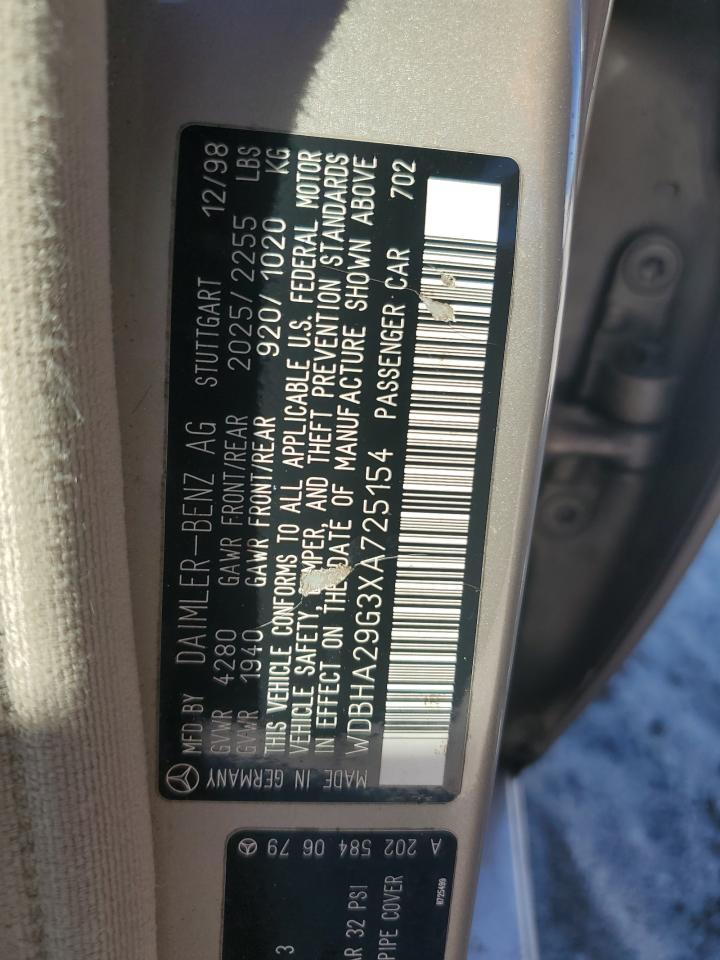 MFD BY DAIMLER-BENZ AG STUTTGART 12/98
GVWR 4280 GAWR FRONT/REAR 2025/2255 LBS
GVWR 1940 GAWR FRONT/REAR 920/1020 KG
THIS VEHICLE CONFORMS TO ALL APPLICABLE U.S. FEDERAL MOTOR
VEHICLE SAFETY, BUMPER, AND THEFT PREVENTION STANDARDS
IN EFFECT ON THE DATE OF MANUFACTURE SHOWN ABOVE
WDBHA29G3XA725154 PASSENGER CAR 702
MADE IN GERMANY
A 202 584 06 79
3
AR 32 PSI
PIPE COVER